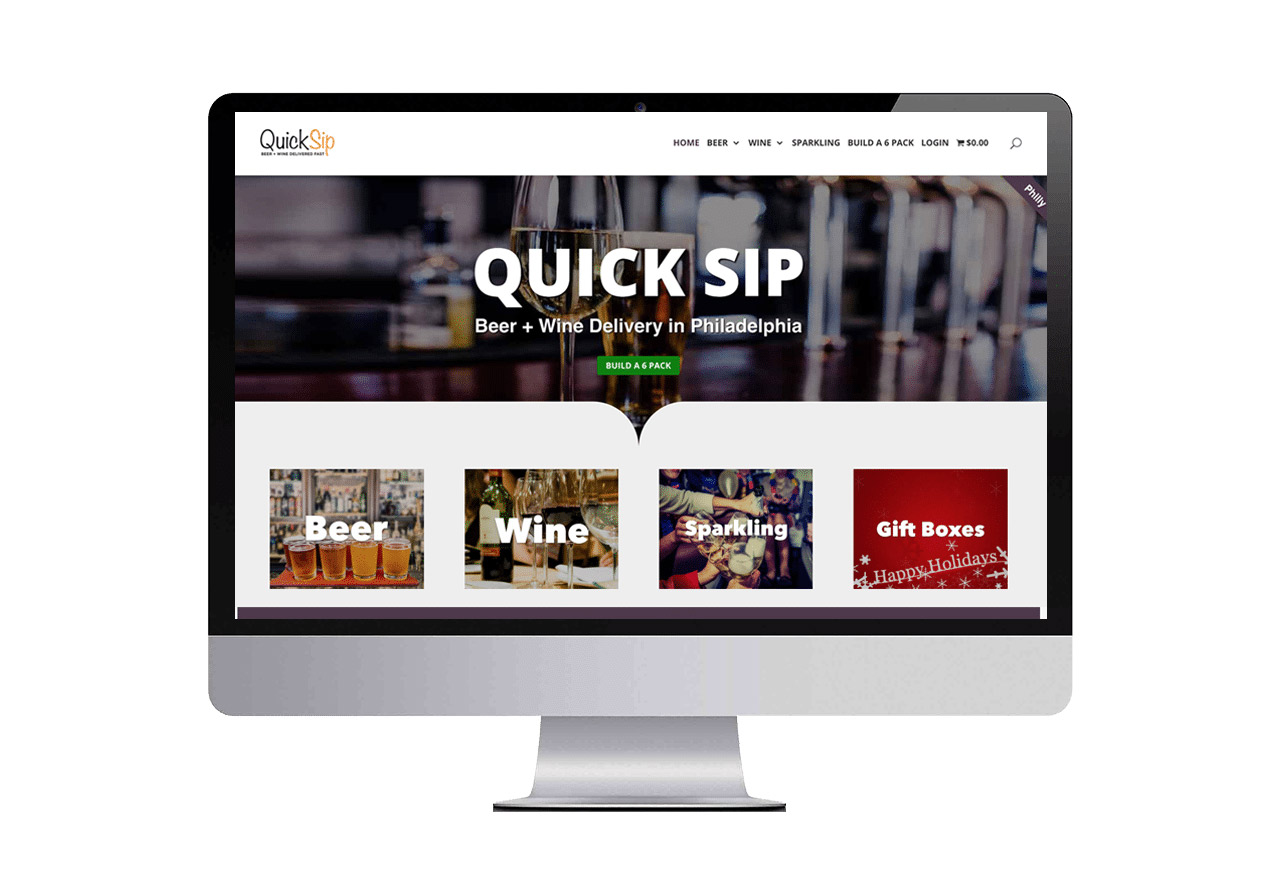 QuickSip
BEER + WINE DELIVERED FAST
HOME BEER WINE SPARKLING BUILD A 6 PACK LOGIN $0.00
Philly
QUICK SIP
Beer + Wine Delivery in Philadelphia
BUILD A 6 PACK
Beer
Wine
Sparkling
Gift Boxes
Happy Holidays